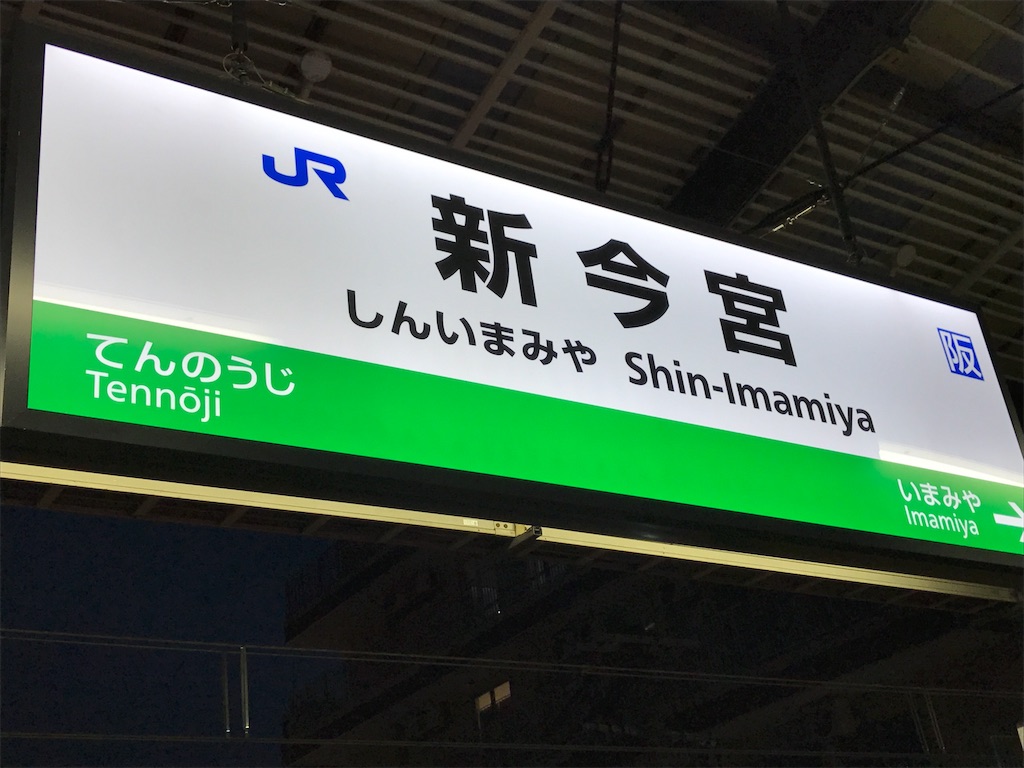 JR
新今宮
しんいまみや Shin-Imamiya
阪
てんのうじ
Tennōji
いまみや
Imamiya